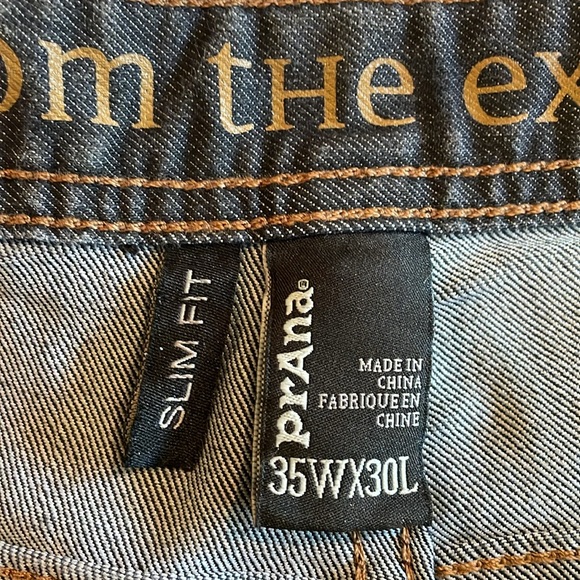 om tHe ex
SLIM FIT
prAna®
MADE IN
CHINA
FABRIQUE EN
CHINE
35WX30L